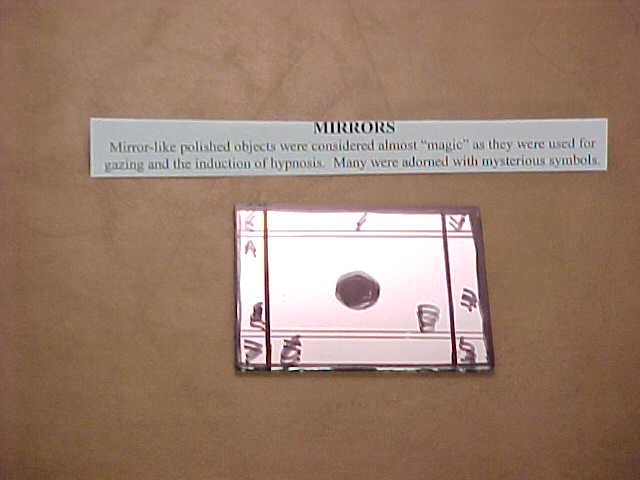 MIRRORS
Mirror-like polished objects were considered almost “magic” as they were used for
gazing and the induction of hypnosis. Many were adorned with mysterious symbols.